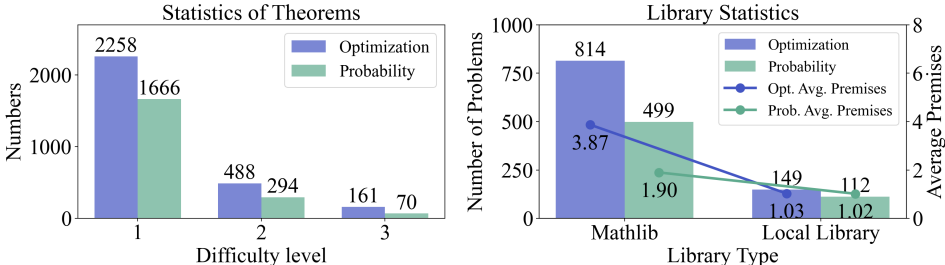 Statistics of Theorems
2258
1666
488
294
161
70
Optimization
Probability
2000
1000
0
Numbers
1
2
3
Difficulty level
Library Statistics
1000
750
500
250
0
Number of Problems
814
499
149
112
3.87
1.90
1.03
1.02
Optimization
Probability
Opt. Avg. Premises
Prob. Avg. Premises
8
6
4
2
0
Average Premises
Mathlib
Local Library
Library Type